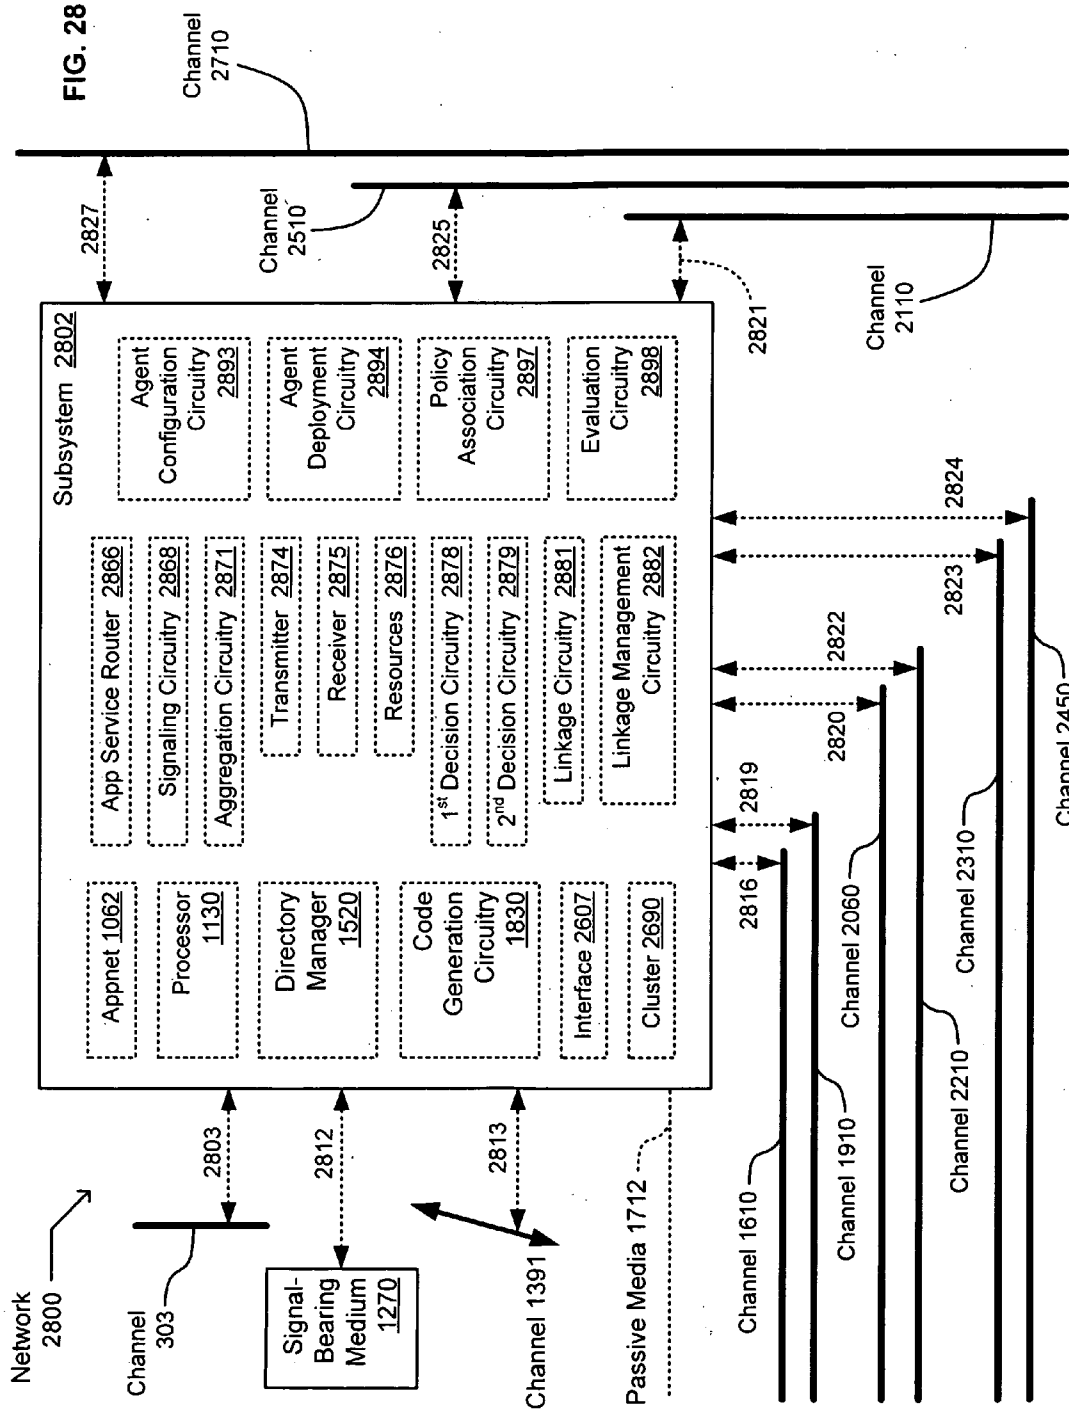 FIG. 28
Network
2800
Channel
303
2803
Signal-
Bearing
Medium
1270
2812
Channel 1391
2813
Passive Media 1712
Subsystem 2802
Appnet 1062
Processor
1130
Directory
Manager
1520
Code
Generation
Circuitry
1830
Interface 2607
Cluster 2690
App Service Router 2866
Signaling Circuitry 2868
Aggregation Circuitry 2871
Transmitter 2874
Receiver 2875
Resources 2876
1st Decision Circuitry 2878
2nd Decision Circuitry 2879
Linkage Circuitry 2881
Linkage Management
Circuitry 2882
Agent
Configuration
Circuitry
2893
Agent
Deployment
Circuitry
2894
Policy
Association
Circuitry
2897
Evaluation
Circuitry
2898
2827
Channel
2710
Channel
2510
2825
2821
Channel
2110
2816
2819
2820
2822
2823
2824
Channel 1610
Channel 1910
Channel 2060
Channel 2210
Channel 2310
Channel 2450